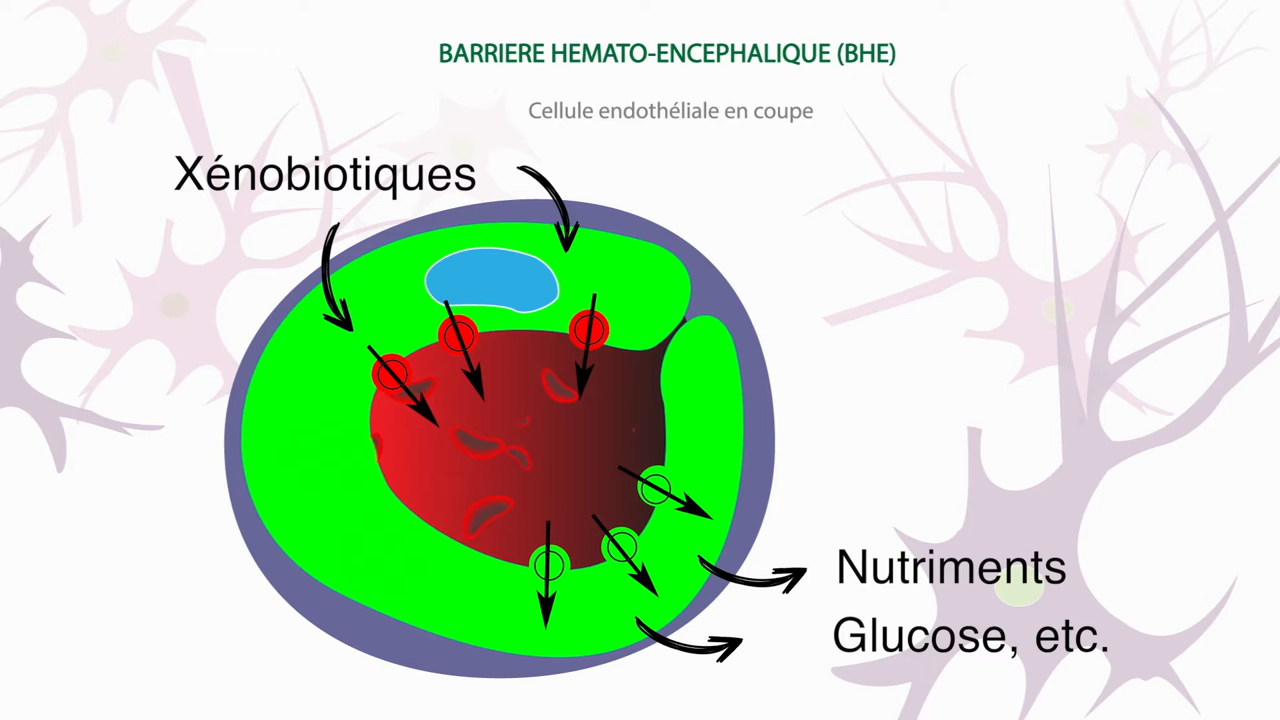 BARRIERE HEMATO-ENCEPHALIQUE (BHE)
Cellule endothéliale en coupe
Xénobiotiques
Nutriments
Glucose, etc.